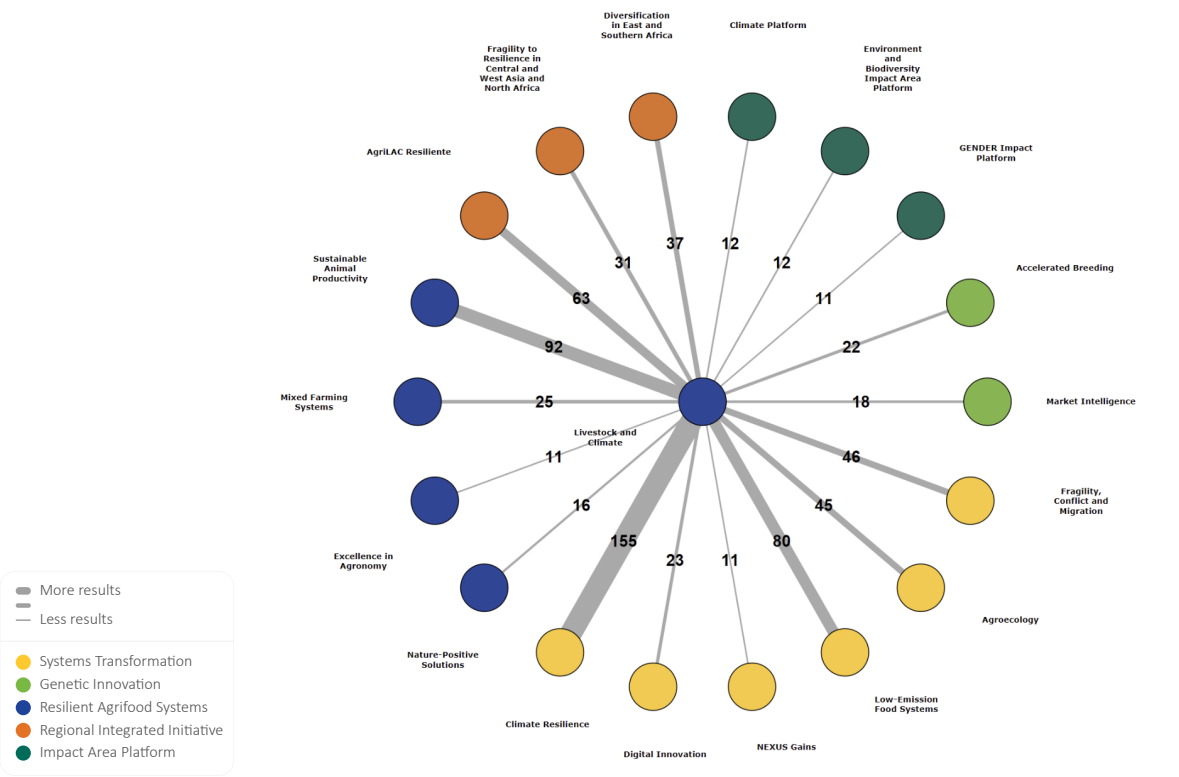 Diversification
in East and
Southern Africa
Climate Platform
Fragility to
Resilience in
Central and
West Asia and
North Africa
Environment
and
Biodiversity
Impact Area
Platform
AgriLAC Resiliente
GENDER Impact
Platform
Sustainable
Animal
Productivity
Accelerated Breeding
37
12
31
12
63
11
92
22
Mixed Farming
Systems
25
18
Market Intelligence
Livestock and
Climate
11
46
16
45
Fragility,
Conflict and
Migration
155
80
23
11
Excellence in
Agronomy
Agroecology
Nature-Positive
Solutions
Low-Emission
Food Systems
Climate Resilience
Digital Innovation
NEXUS Gains
More results
Less results
Systems Transformation
Genetic Innovation
Resilient Agrifood Systems
Regional Integrated Initiative
Impact Area Platform